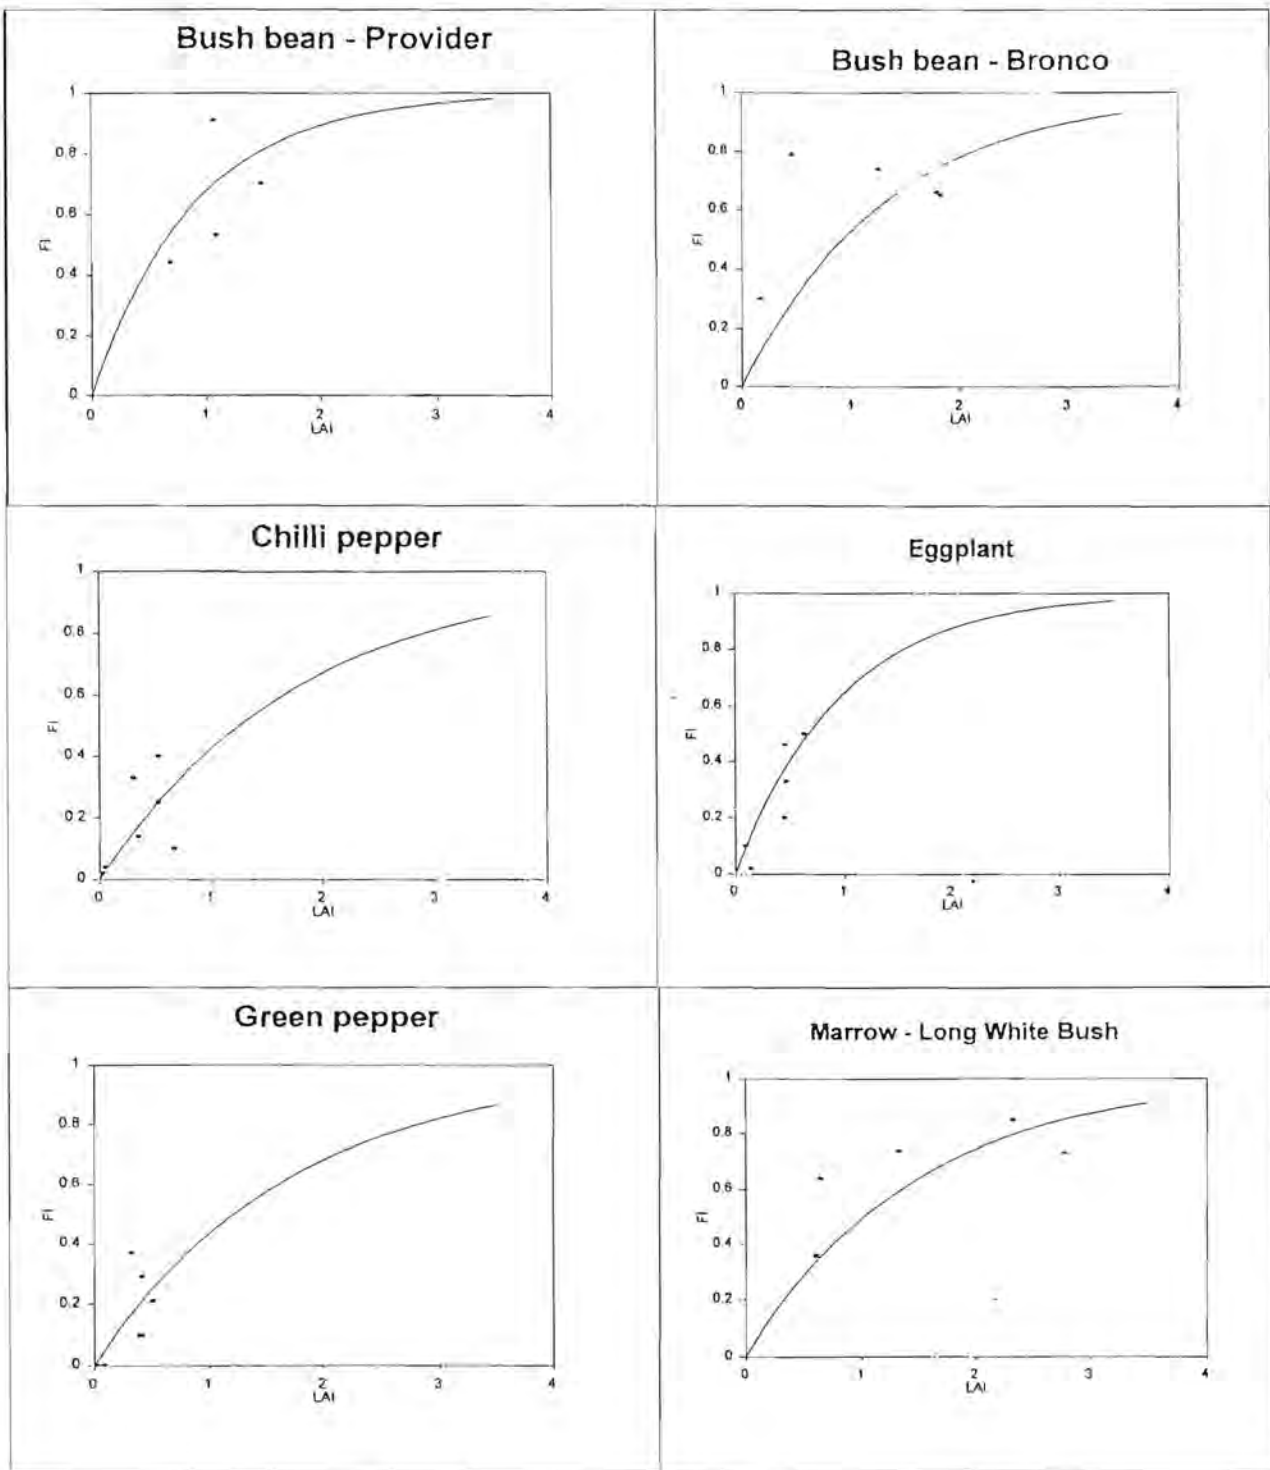 Bush bean - Provider
1
0.8
0.6
FI
0.4
0.2
0
0 1 2 3 4
LAI
Bush bean - Bronco
1
0.8
0.6
FI
0.4
0.2
0
0 1 2 3 4
LAI
Chilli pepper
1
0.8
0.6
FI
0.4
0.2
0
0 1 2 3 4
LAI
Eggplant
1
0.8
0.6
FI
0.4
0.2
0
0 1 2 3 4
LAI
Green pepper
1
0.8
0.6
FI
0.4
0.2
0
0 1 2 3 4
LAI
Marrow - Long White Bush
1
0.8
0.6
FI
0.4
0.2
0
0 1 2 3 4
LAI